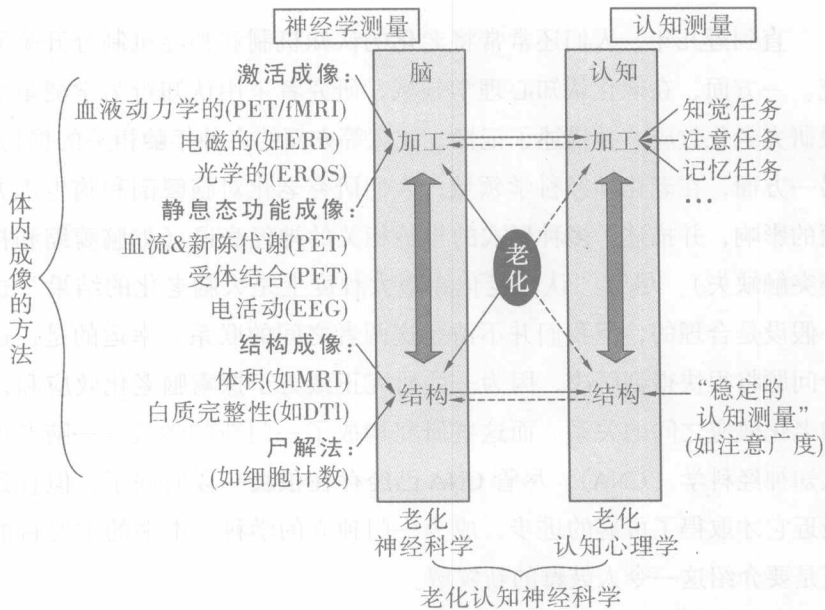 神经学测量
认知测量
激活成像：
血液动力学的(PET/fMRI)
电磁的(如ERP)
光学的(EROS)
静息态功能成像：
血流&新陈代谢(PET)
受体结合(PET)
电活动(EEG)
结构成像：
体积(如MRI)
白质完整性(如DTI)
尸解法：
(如细胞计数)
体内成像的方法
脑
加工
结构
老化
认知
加工
结构
知觉任务
注意任务
记忆任务
…
“稳定的
认知测量”
(如注意广度)
老化
神经科学
老化
认知心理学
老化认知神经科学